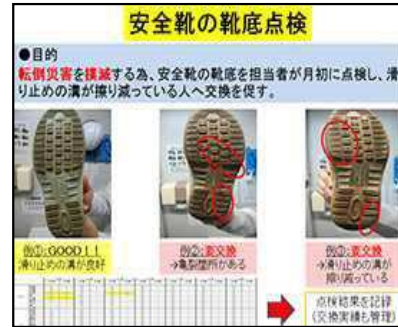 安全靴の靴底点検
●目的
転倒災害を撲滅する為、安全靴の靴底を担当者が月初に点検し、滑
り止めの溝が擦り減っている人へ交換を促す。
例①:GOOD!!
滑り止めの溝が良好
例②:要交換
→亀裂箇所がある
例③:要交換
→滑り止めの溝が
擦り減っている
点検結果を記録
(交換実績も管理)